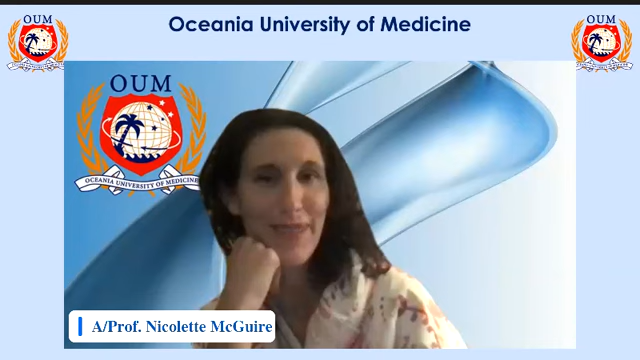 OUM
Oceania University of Medicine
OUM
OUM
OCEANIA UNIVERSITY OF MEDICINE
A/Prof. Nicolette McGuire